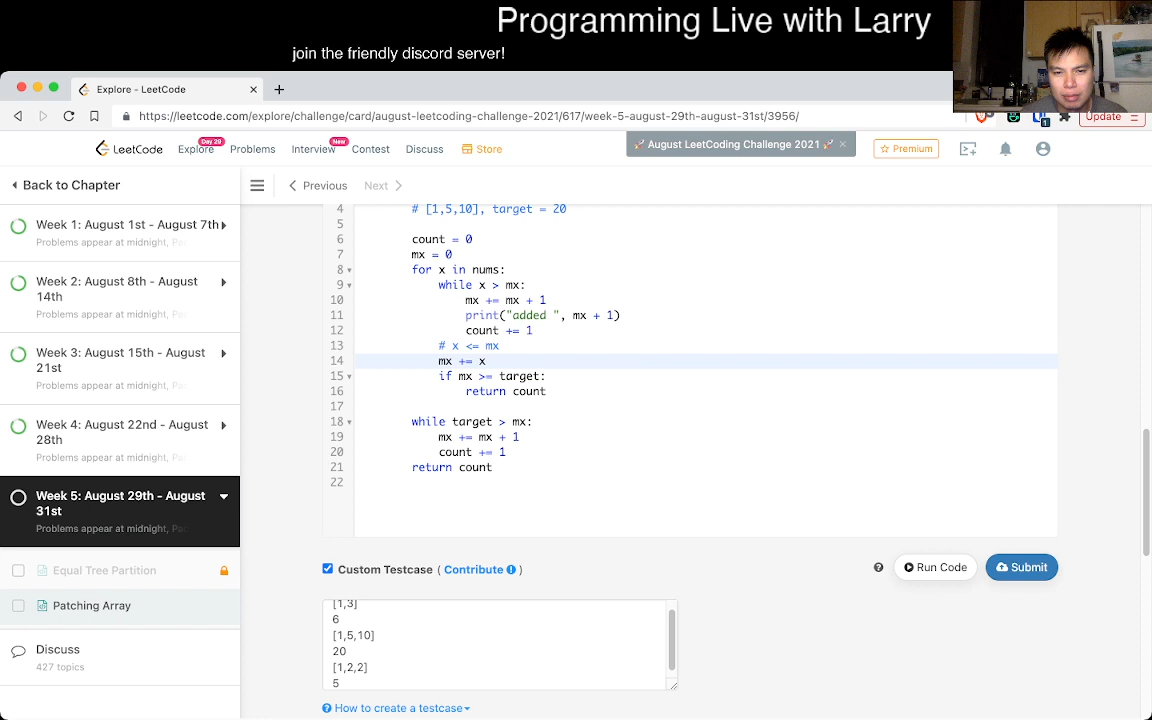 Programming Live with Larry
join the friendly discord server!
Explore - LeetCode
https://leetcode.com/explore/challenge/card/august-leetcoding-challenge-2021/617/week-5-august-29th-august-31st/3956/
Update
LeetCode
Explore
Day 29
Problems
Interview
New
Contest
Discuss
Store
August LeetCoding Challenge 2021
Premium
Back to Chapter
Previous
Next
Week 1: August 1st - August 7th
Problems appear at midnight,
Week 2: August 8th - August
14th
Problems appear at midnight,
Week 3: August 15th - August
21st
Problems appear at midnight,
Week 4: August 22nd - August
28th
Problems appear at midnight,
Week 5: August 29th - August
31st
Problems appear at midnight,
Equal Tree Partition
Patching Array
Discuss
427 topics
4 # [1,5,10], target = 20
5
6 count = 0
7 mx = 0
8 for x in nums:
9 while x > mx:
10 mx += mx + 1
11 print("added ", mx + 1)
12 count += 1
13 # x <= mx
14 mx += x
15 if mx >= target:
16 return count
17
18 while target > mx:
19 mx += mx + 1
20 count += 1
21 return count
22
Custom Testcase ( Contribute )
Run Code
Submit
[1,3]
6
[1,5,10]
20
[1,2,2]
5
How to create a testcase